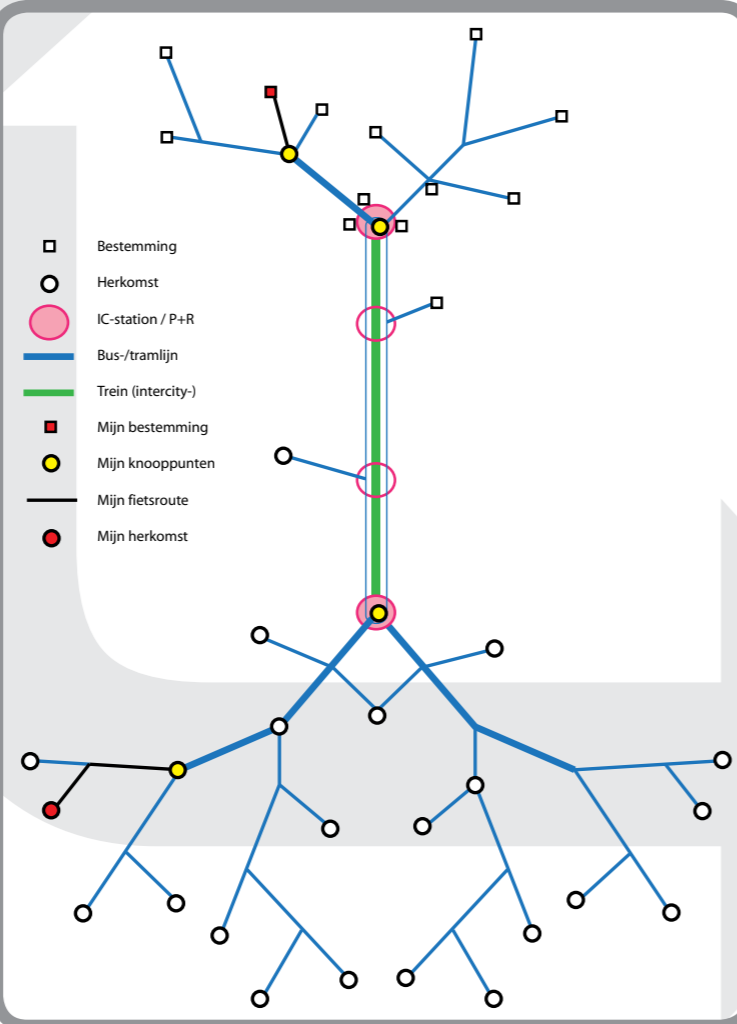 Bestemming
Herkomst
IC-station / P+R
Bus-/tramlijn
Trein (intercity-)
Mijn bestemming
Mijn knooppunten
Mijn fietsroute
Mijn herkomst